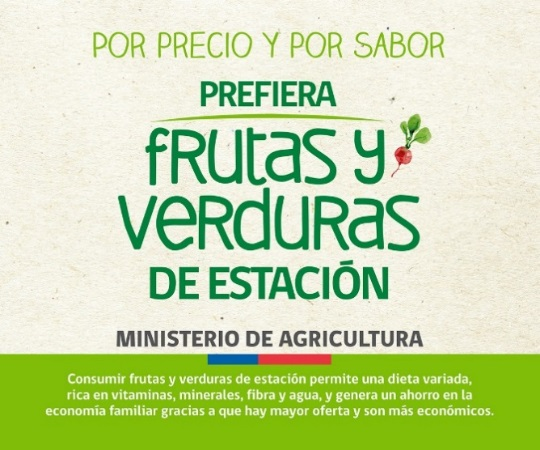 POR PRECIO Y POR SABOR
PREFIERA
fRutas y
VeRDURas
DE ESTACIÓN
MINISTERIO DE AGRICULTURA
Consumir frutas y verduras de estación permite una dieta variada,
rica en vitaminas, minerales, fibra y agua, y genera un ahorro en la
economía familiar gracias a que hay mayor oferta y son más económicos.